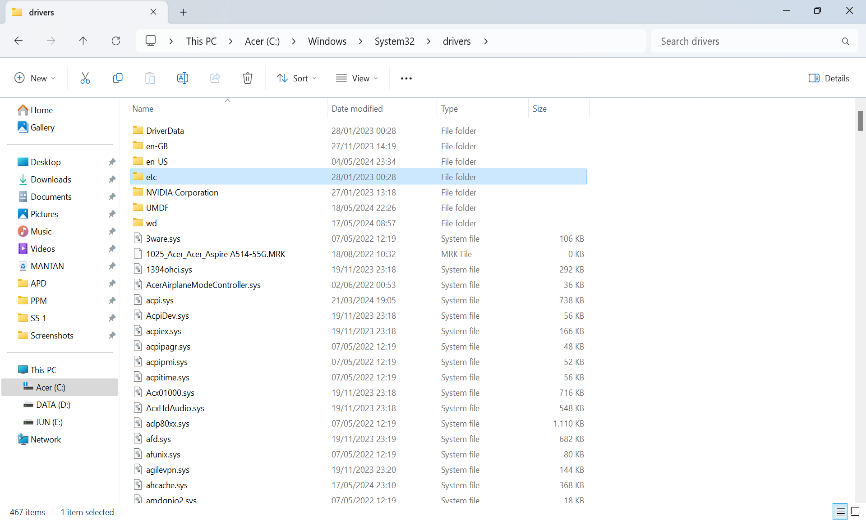 drivers
This PC > Acer (C:) > Windows > System32 > drivers >
Search drivers
New
Sort
View
Details
Name Date modified Type Size
Home
Gallery
Desktop
Downloads
Documents
Pictures
Music
Videos
MANTAN
APD
PPM
SS 1
Screenshots
This PC
Acer (C:)
DATA (D:)
JUN (E:)
Network
DriverData 28/01/2023 00:28 File folder
en-GB 27/11/2023 14:19 File folder
en-US 04/05/2024 23:34 File folder
etc 28/01/2023 00:28 File folder
NVIDIA Corporation 27/01/2023 13:18 File folder
UMDF 18/05/2024 22:26 File folder
wd 17/05/2024 08:57 File folder
3ware.sys 07/05/2022 12:19 System file 106 KB
1025_Acer_Acer_Aspire A514-55G.MRK 18/08/2022 10:32 MRK File 0 KB
1394ohci.sys 19/11/2023 23:18 System file 292 KB
AcerAirplaneModeController.sys 02/06/2022 00:53 System file 36 KB
acpi.sys 21/03/2024 19:05 System file 738 KB
AcpiDev.sys 19/11/2023 23:18 System file 56 KB
acpiex.sys 19/11/2023 23:18 System file 166 KB
acpipagr.sys 07/05/2022 12:19 System file 48 KB
acpipmi.sys 07/05/2022 12:19 System file 52 KB
acpitime.sys 07/05/2022 12:19 System file 56 KB
Acx01000.sys 19/11/2023 23:18 System file 716 KB
AcxHdAudio.sys 19/11/2023 23:18 System file 548 KB
adp80xx.sys 07/05/2022 12:19 System file 1.110 KB
afd.sys 19/11/2023 23:19 System file 682 KB
afunix.sys 07/05/2022 12:19 System file 80 KB
agilevpn.sys 19/11/2023 23:20 System file 144 KB
ahcache.sys 17/05/2024 23:10 System file 368 KB
amdgpio2.sys 07/05/2022 12:19 System file 18 KB
467 items 1 item selected